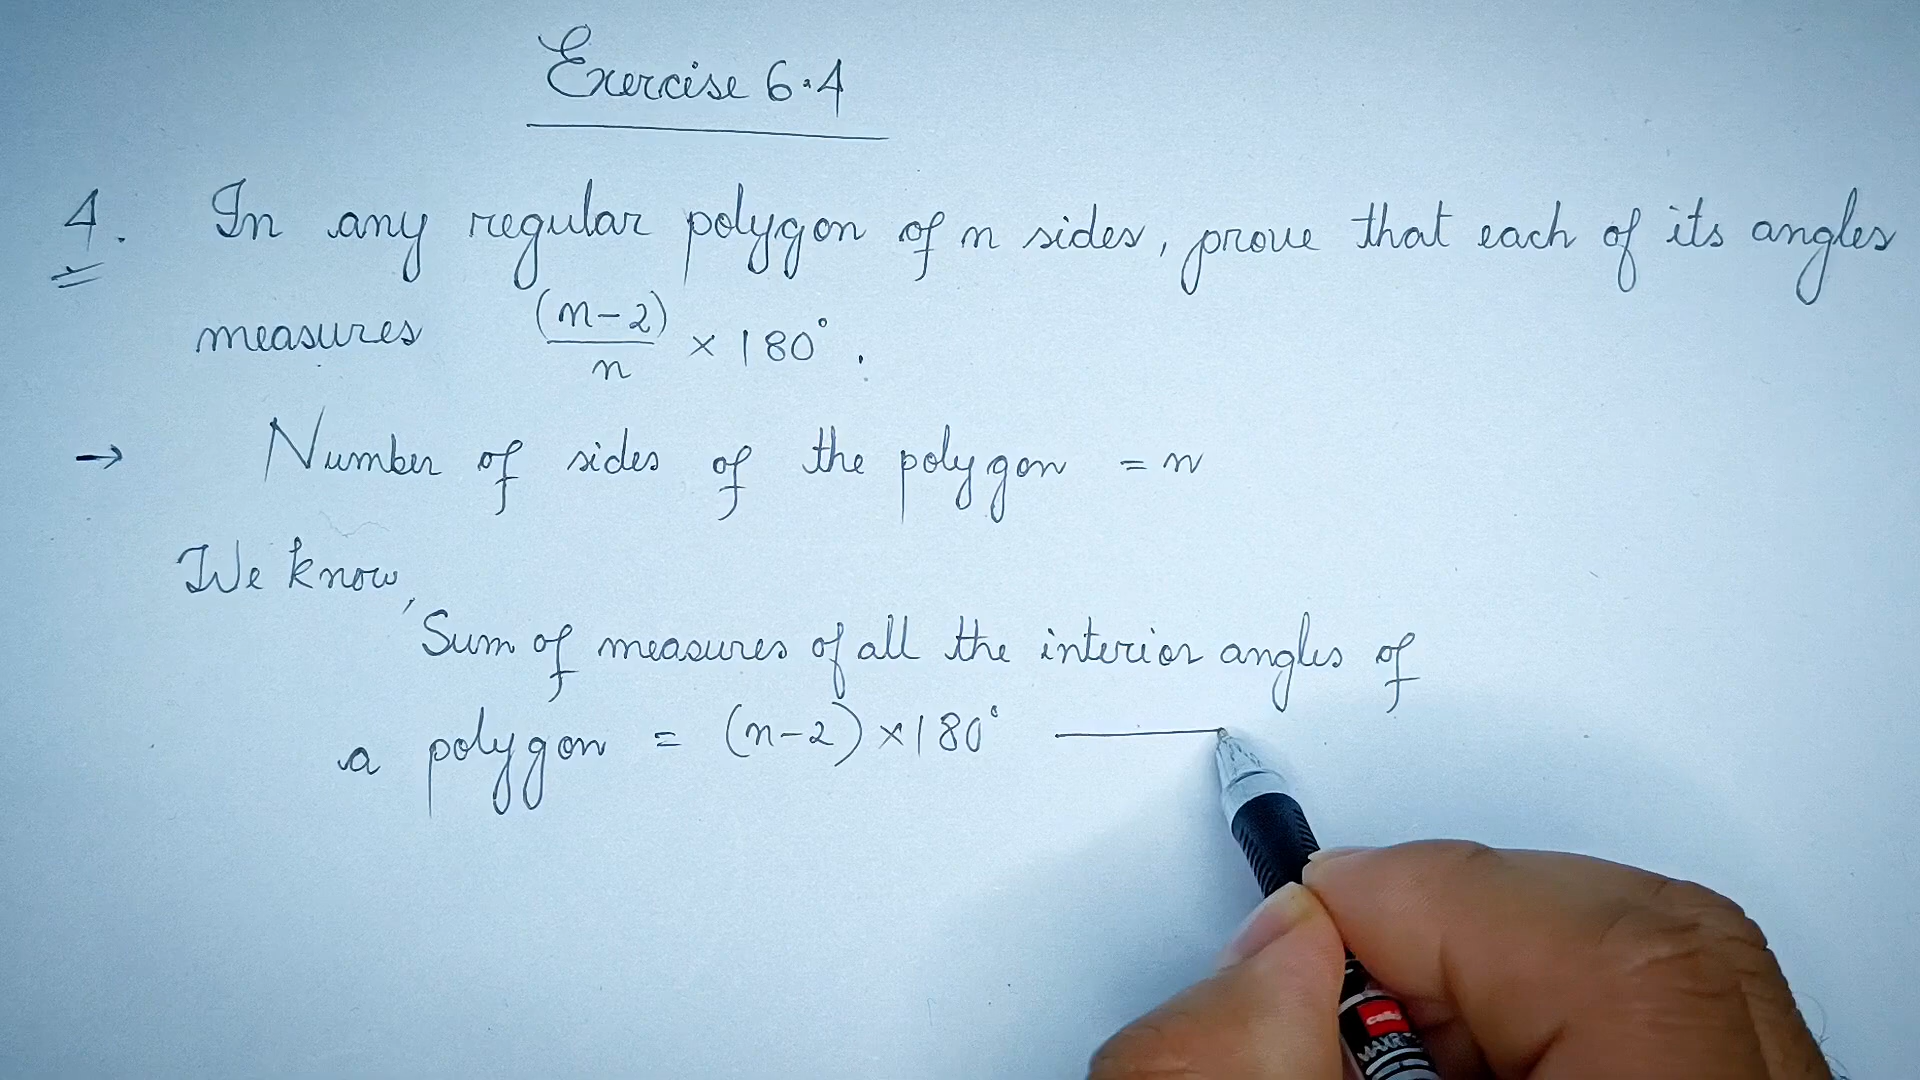 Exercise 6.4
4. In any regular polygon of n sides, prove that each of its angles
measures (n-2)/n × 180°.
→ Number of sides of the polygon = n
We know,
Sum of measures of all the interior angles of
a polygon = (n-2) × 180° —
cello